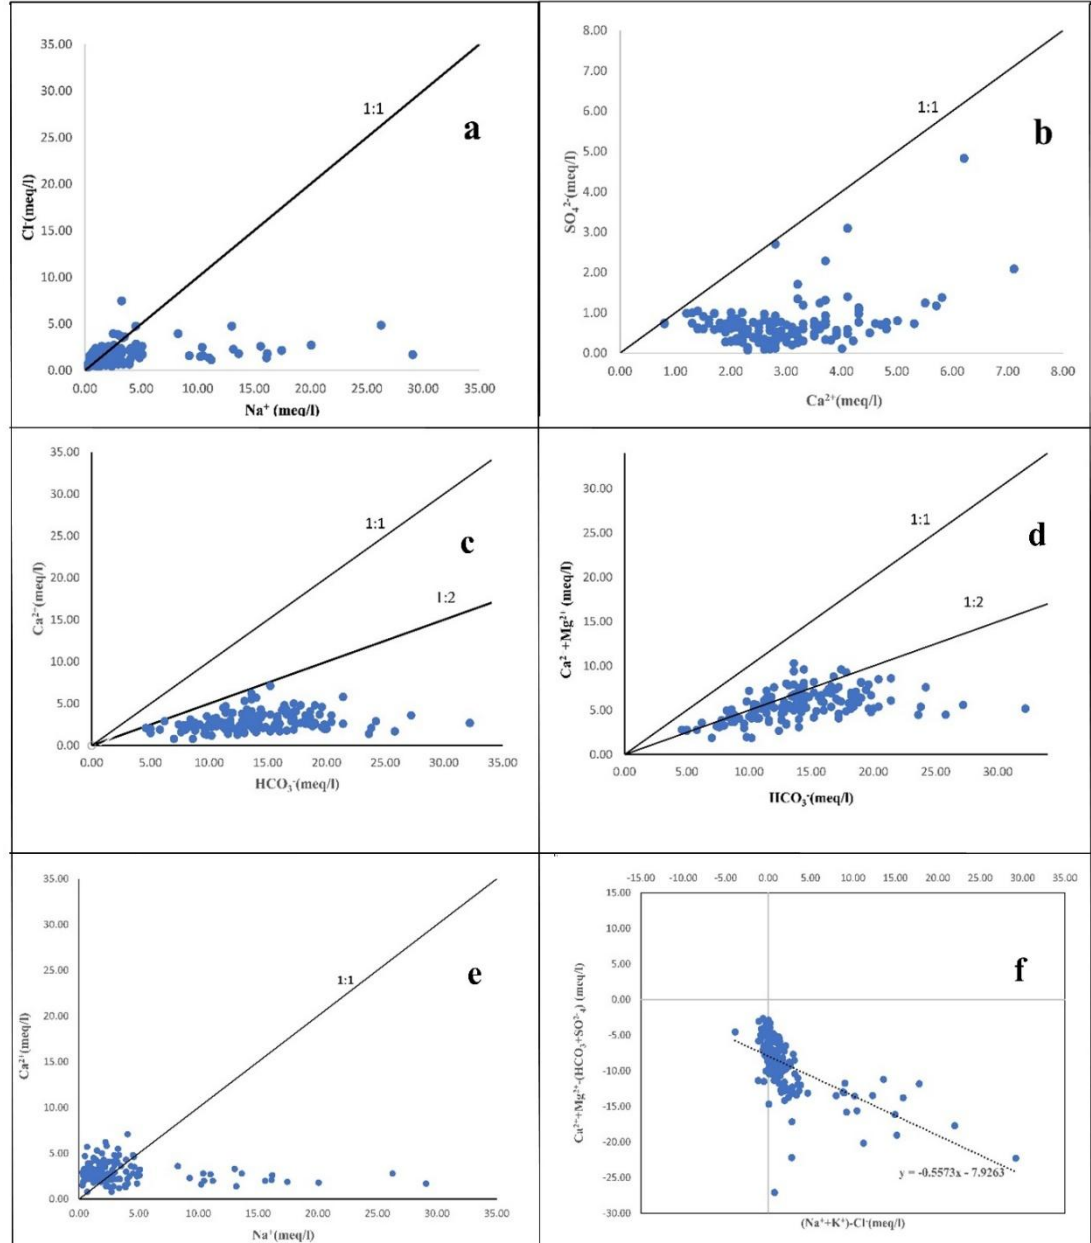 35.00
30.00
25.00
20.00
15.00
10.00
5.00
0.00
Cl⁻(meq/l)
1:1
a
0.00 5.00 10.00 15.00 20.00 25.00 30.00 35.00
Na⁺ (meq/l)
8.00
7.00
6.00
5.00
4.00
3.00
2.00
1.00
0.00
SO₄²⁻(meq/l)
1:1
b
0.00 1.00 2.00 3.00 4.00 5.00 6.00 7.00 8.00
Ca²⁺(meq/l)
35.00
30.00
25.00
20.00
15.00
10.00
5.00
0.00
Ca²⁺(meq/l)
1:1
c
1:2
0.00 5.00 10.00 15.00 20.00 25.00 30.00 35.00
HCO₃⁻(meq/l)
30.00
25.00
20.00
15.00
10.00
5.00
0.00
Ca² +Mg²⁺ (meq/l)
1:1
d
1:2
0.00 5.00 10.00 15.00 20.00 25.00 30.00
HCO₃⁻(meq/l)
35.00
30.00
25.00
20.00
15.00
10.00
5.00
0.00
Ca²⁺(meq/l)
1:1
e
0.00 5.00 10.00 15.00 20.00 25.00 30.00 35.00
Na⁺(meq/l)
-15.00 -10.00 -5.00 0.00 5.00 10.00 15.00 20.00 25.00 30.00 35.00
15.00
10.00
5.00
0.00
-5.00
-10.00
-15.00
-20.00
-25.00
-30.00
Ca²⁺+Mg²⁺-(HCO₃+SO²⁻₄) (meq/l)
f
y = -0.5573x - 7.9263
(Na⁺+K⁺)-Cl⁻(meq/l)